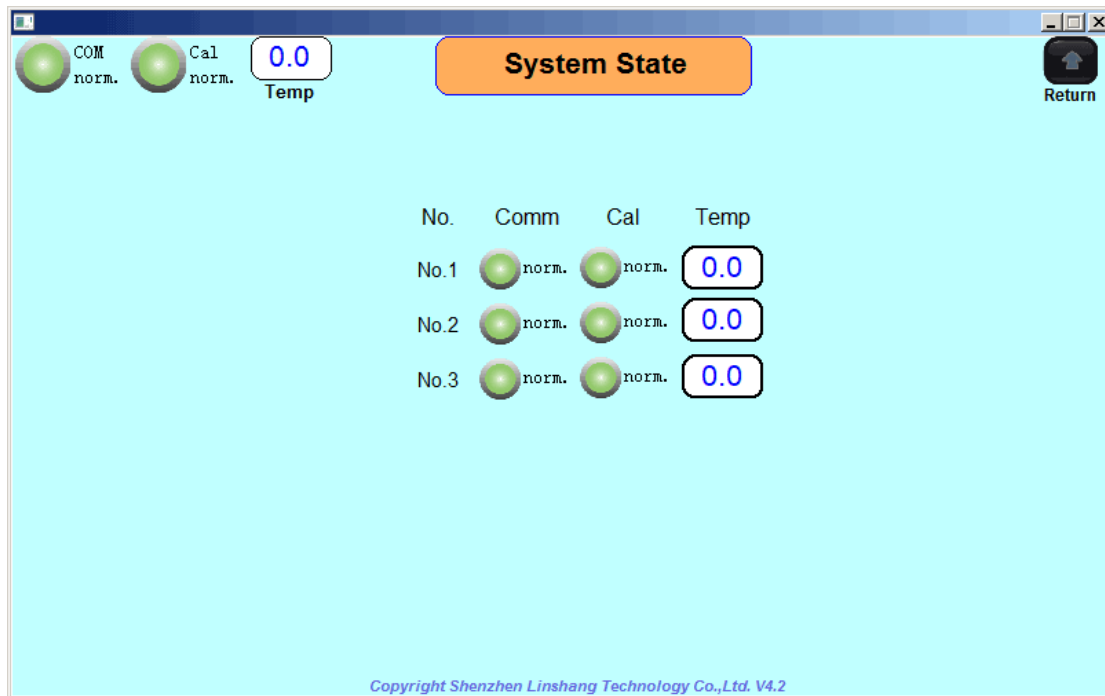 COM norm.
Cal norm.
0.0
Temp
System State
Return
No. Comm Cal Temp
No.1 norm. norm. 0.0
No.2 norm. norm. 0.0
No.3 norm. norm. 0.0
Copyright Shenzhen Linshang Technology Co.,Ltd. V4.2